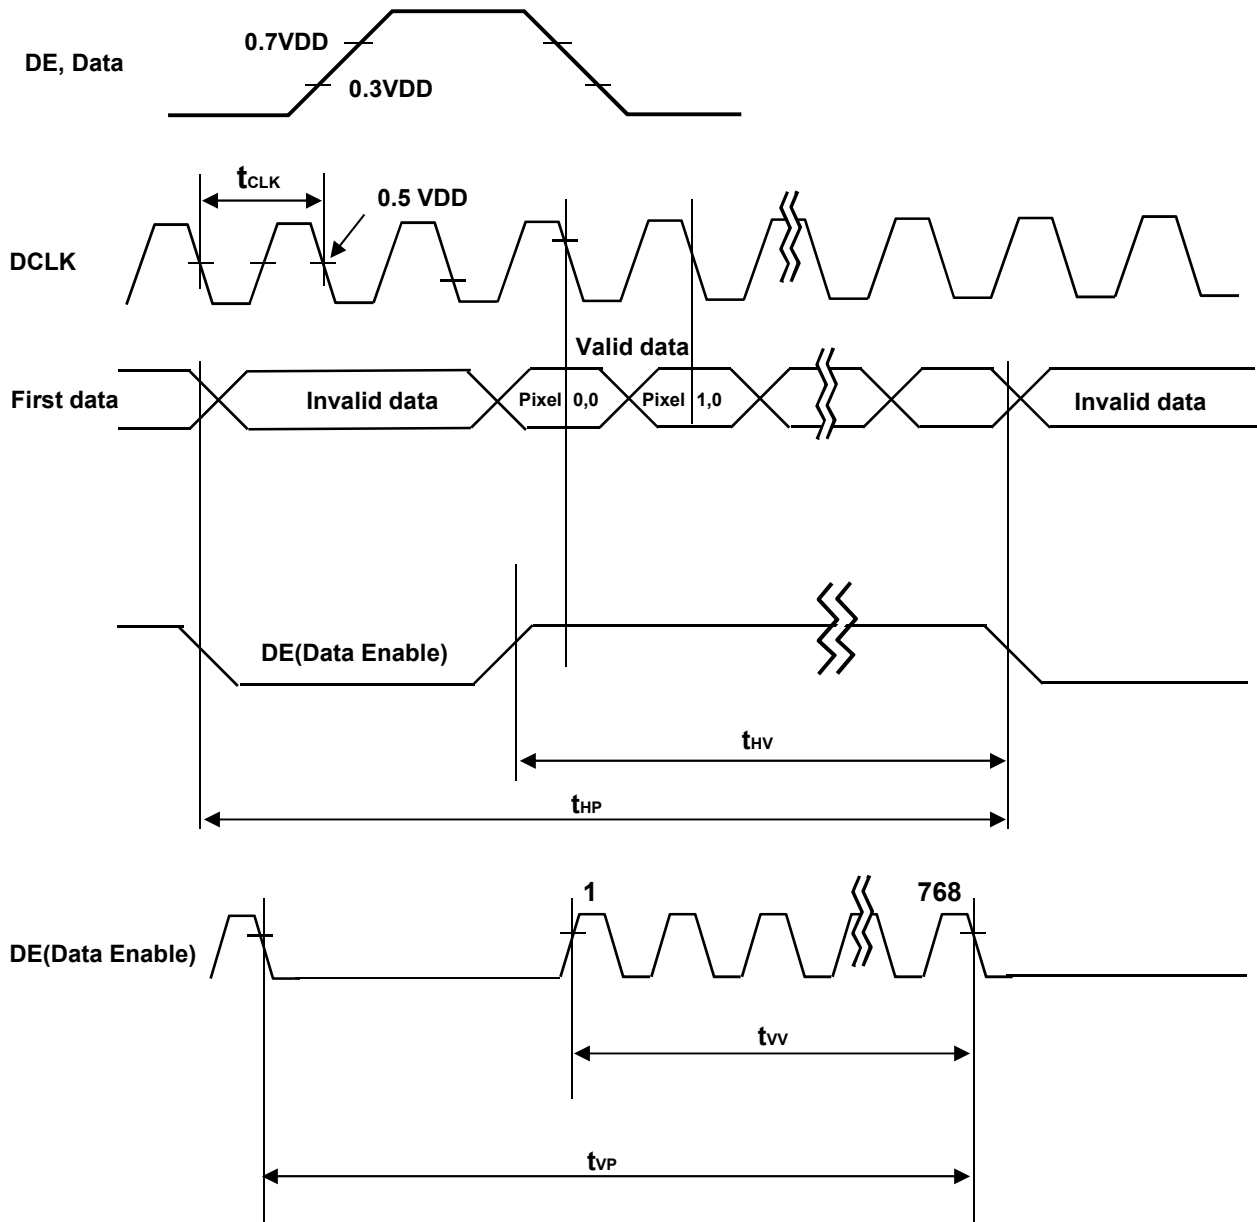 0.7VDD
DE, Data
0.3VDD
tCLK
0.5 VDD
DCLK
Valid data
First data
Invalid data
Pixel 0,0
Pixel 1,0
Invalid data
DE(Data Enable)
tHV
tHP
1
768
DE(Data Enable)
tVV
tVP